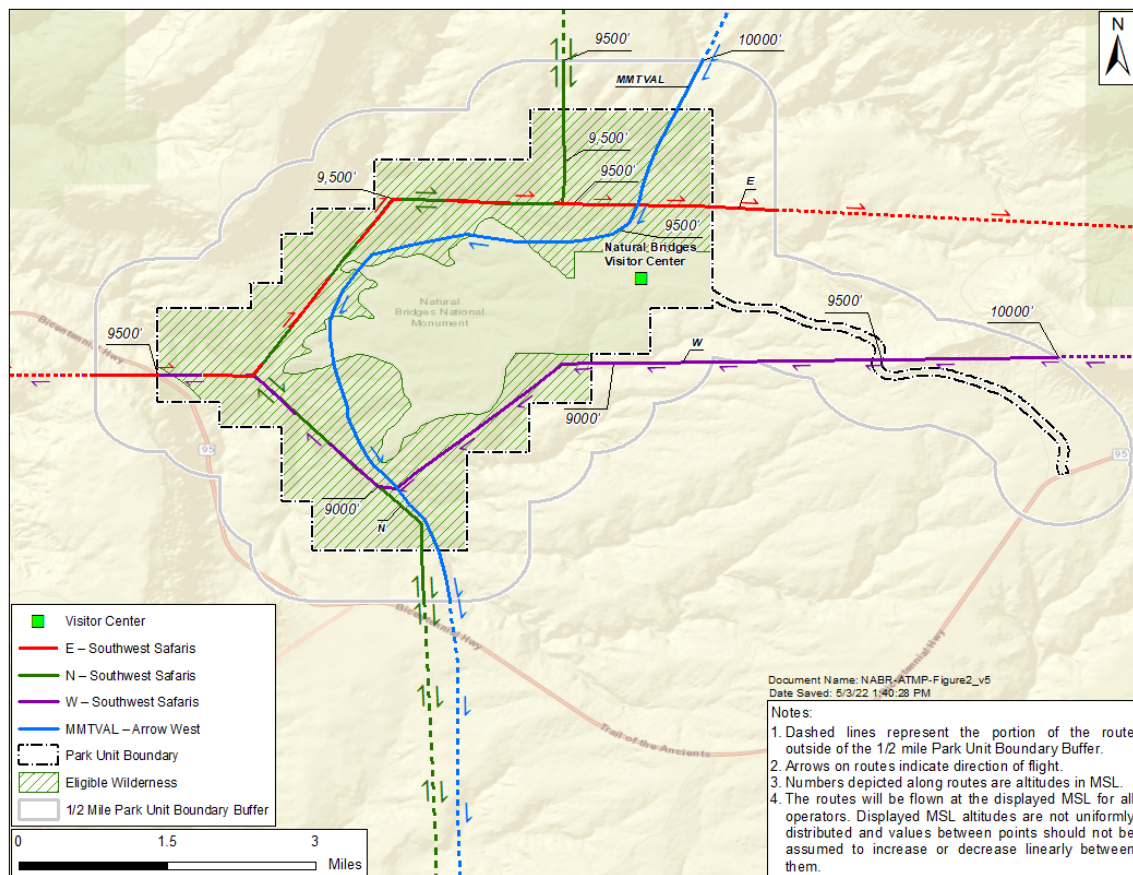 9500'
10000'
N
MMTVAL
9,500'
9,500'
9500'
E
9500'
Natural Bridges
Visitor Center
Natural
Bridges National
Monument
9500'
10000'
9500'
Bicentennial Hwy
W
9000'
95
95
9000'
N
Bicentennial Hwy
Bicentennial Hwy
Trail of the Ancients
Visitor Center
E – Southwest Safaris
N – Southwest Safaris
W – Southwest Safaris
MMTVAL – Arrow West
Park Unit Boundary
Eligible Wilderness
1/2 Mile Park Unit Boundary Buffer
0 1.5 3
Miles
Document Name: NABR-ATMP-Figure2_v5
Date Saved: 5/3/22 1:40:28 PM
Notes:
1. Dashed lines represent the portion of the route
outside of the 1/2 mile Park Unit Boundary Buffer.
2. Arrows on routes indicate direction of flight.
3. Numbers depicted along routes are altitudes in MSL.
4. The routes will be flown at the displayed MSL for all
operators. Displayed MSL altitudes are not uniformly
distributed and values between points should not be
assumed to increase or decrease linearly between
them.